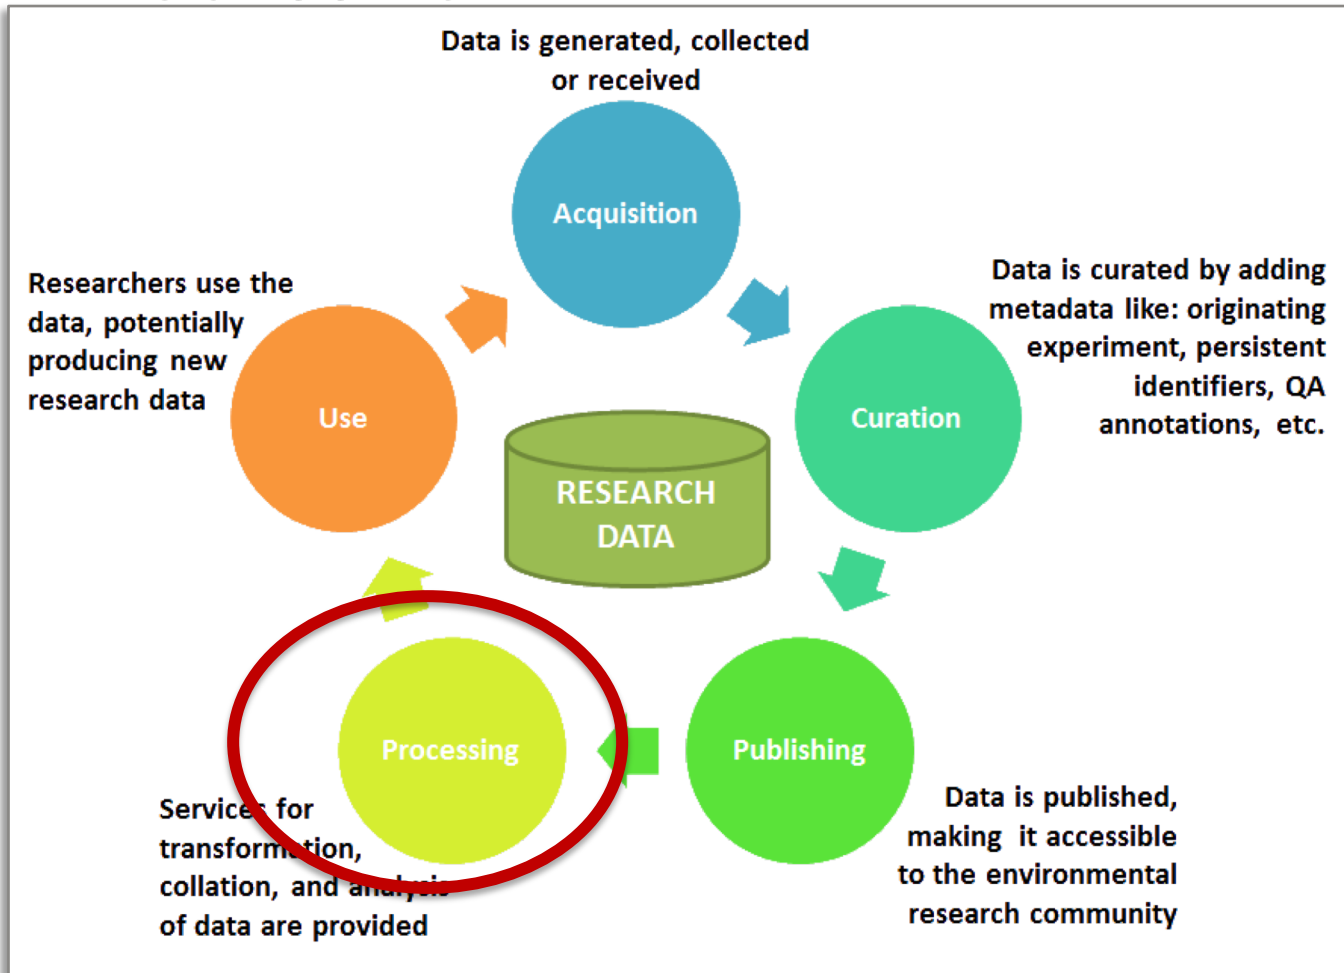 Data is generated, collected
or received
Acquisition
Data is curated by adding
metadata like: originating
experiment, persistent
identifiers, QA
annotations, etc.
Curation
Researchers use the
data, potentially
producing new
research data
Use
RESEARCH
DATA
Processing
Publishing
Services for
transformation,
collation, and analysis
of data are provided
Data is published,
making it accessible
to the environmental
research community